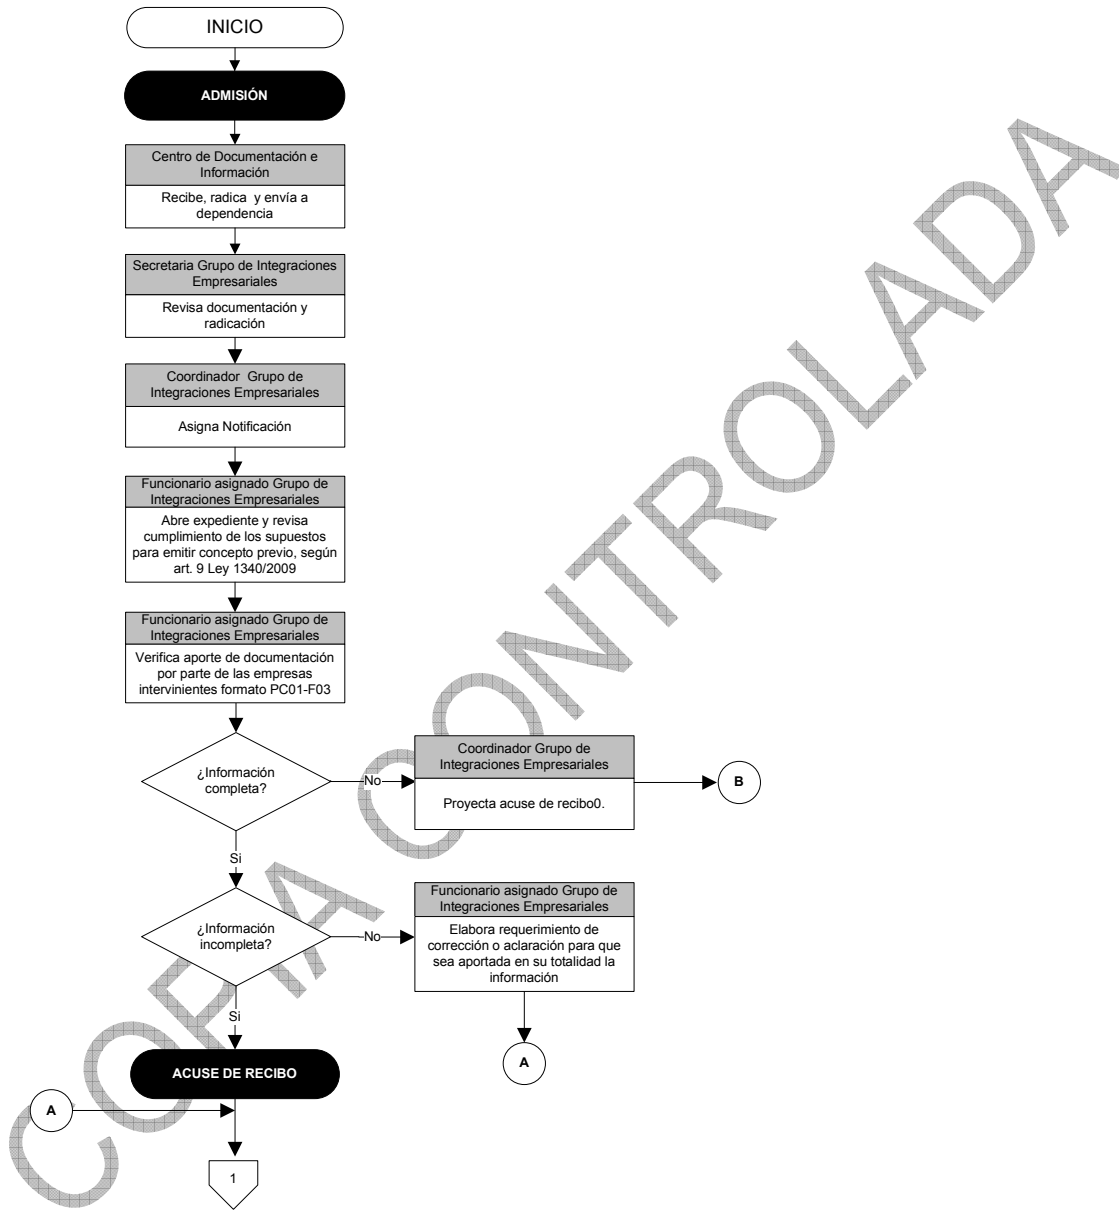 INICIO
ADMISIÓN
Centro de Documentación e
Información
Recibe, radica y envía a
dependencia
Secretaria Grupo de Integraciones
Empresariales
Revisa documentación y
radicación
Coordinador Grupo de
Integraciones Empresariales
Asigna Notificación
Funcionario asignado Grupo de
Integraciones Empresariales
Abre expediente y revisa
cumplimiento de los supuestos
para emitir concepto previo, según
art. 9 Ley 1340/2009
Funcionario asignado Grupo de
Integraciones Empresariales
Verifica aporte de documentación
por parte de las empresas
intervinientes formato PC01-F03
¿Información
completa?
No
Coordinador Grupo de
Integraciones Empresariales
Proyecta acuse de recibo0.
B
Si
¿Información
incompleta?
No
Funcionario asignado Grupo de
Integraciones Empresariales
Elabora requerimiento de
corrección o aclaración para que
sea aportada en su totalidad la
información
A
Si
ACUSE DE RECIBO
A
1
COPIA CONTROLADA